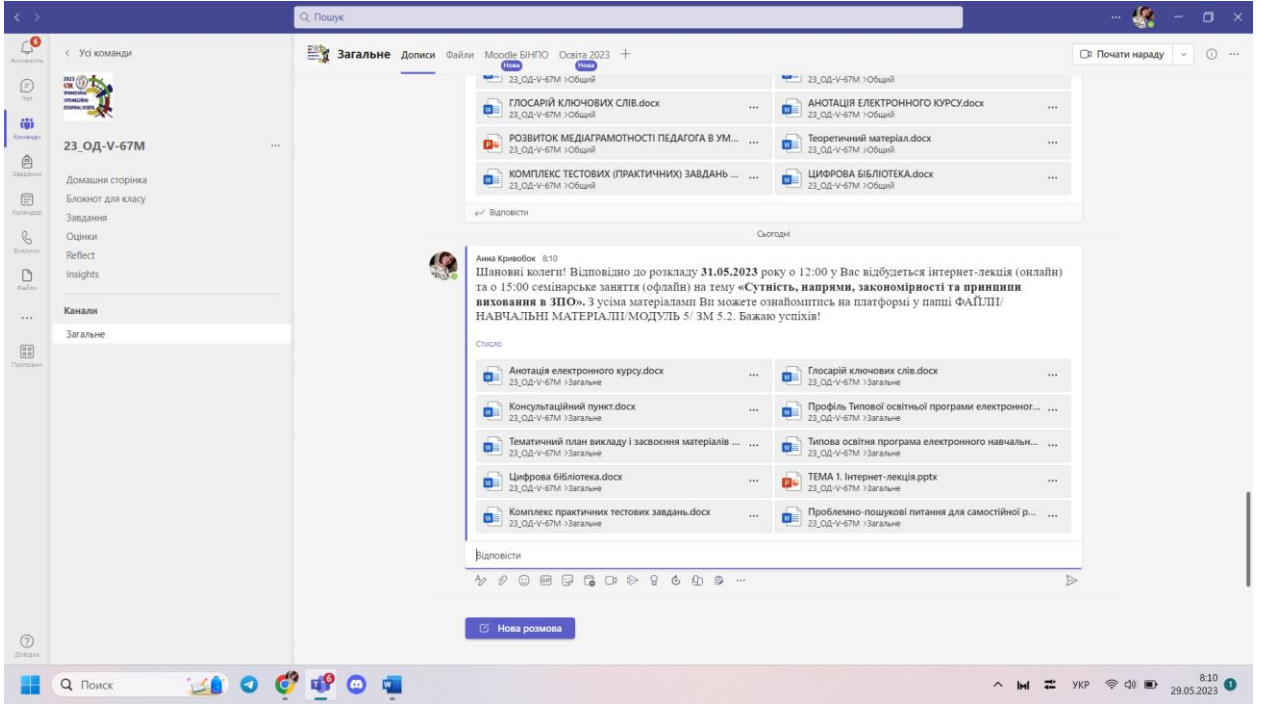 Пошук
Активність
Чат
Команди
Завдання
Календар
Виклики
Файли
Програми
Довідка
Усі команди
23_ОД-V-67М
Домашня сторінка
Блокнот для класу
Завдання
Оцінки
Reflect
Insights
Канали
Загальне
Загальне Дописи Файли Moodle БІНПО Освіта 2023
Нова Нова
Почати нараду
23_ОД-V-67М >Общий 23_ОД-V-67М >Общий
ГЛОСАРІЙ КЛЮЧОВИХ СЛІВ.docx АНОТАЦІЯ ЕЛЕКТРОННОГО КУРСУ.docx
23_ОД-V-67М >Общий 23_ОД-V-67М >Общий
РОЗВИТОК МЕДІАГРАМОТНОСТІ ПЕДАГОГА В УМ... Теоретичний матеріал.docx
23_ОД-V-67М >Общий 23_ОД-V-67М >Общий
КОМПЛЕКС ТЕСТОВИХ (ПРАКТИЧНИХ) ЗАВДАНЬ ... ЦИФРОВА БІБЛІОТЕКА.docx
23_ОД-V-67М >Общий 23_ОД-V-67М >Общий
Відповісти
Сьогодні
Анна Кривобок 8:10
Шановні колеги! Відповідно до розкладу 31.05.2023 року о 12:00 у Вас відбудеться інтернет-лекція (онлайн)
та о 15:00 семінарське заняття (офлайн) на тему «Сутність, напрями, закономірності та принципи
виховання в ЗПО». З усіма матеріалами Ви можете ознайомитись на платформі у папці ФАЙЛИ/
НАВЧАЛЬНІ МАТЕРІАЛИ/МОДУЛЬ 5/ ЗМ 5.2. Бажаю успіхів!
Стисло
Анотація електронного курсу.docx Глосарій ключових слів.docx
23_ОД-V-67М >Загальне 23_ОД-V-67М >Загальне
Консультаційний пункт.docx Профіль Типової освітньої програми електронног...
23_ОД-V-67М >Загальне 23_ОД-V-67М >Загальне
Тематичний план викладу і засвоєння матеріалів ... Типова освітня програма електронного навчальн...
23_ОД-V-67М >Загальне 23_ОД-V-67М >Загальне
Цифрова бібліотека.docx ТЕМА 1. Інтернет-лекція.pptx
23_ОД-V-67М >Загальне 23_ОД-V-67М >Загальне
Комплекс практичних тестових завдань.docx Проблемно-пошукові питання для самостійної р...
23_ОД-V-67М >Загальне 23_ОД-V-67М >Загальне
Відповісти
Нова розмова
Поиск
УКР
8:10
29.05.2023